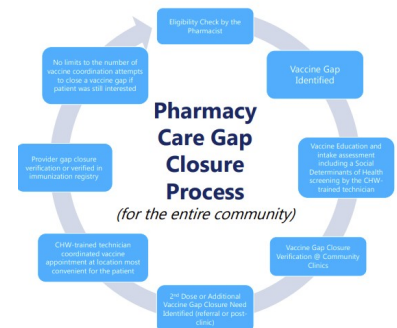 Eligibility Check by the
Pharmacist
Vaccine Gap
Identified
Vaccine Education and
intake assessment
including a Social
Determinants of Health
screening by the CHW-
trained technician
Vaccine Gap Closure
Verification @ Community
Clinics
2nd Dose or Additional
Vaccine Gap Closure Need
Identified (referral or post-
clinic)
CHW-trained technician
coordinated vaccine
appointment at location most
convenient for the patient
Provider gap closure
verification or verified in
immunization registry
No limits to the number of
vaccine coordination attempts
to close a vaccine gap if
patient was still interested
Pharmacy
Care Gap
Closure
Process
(for the entire community)